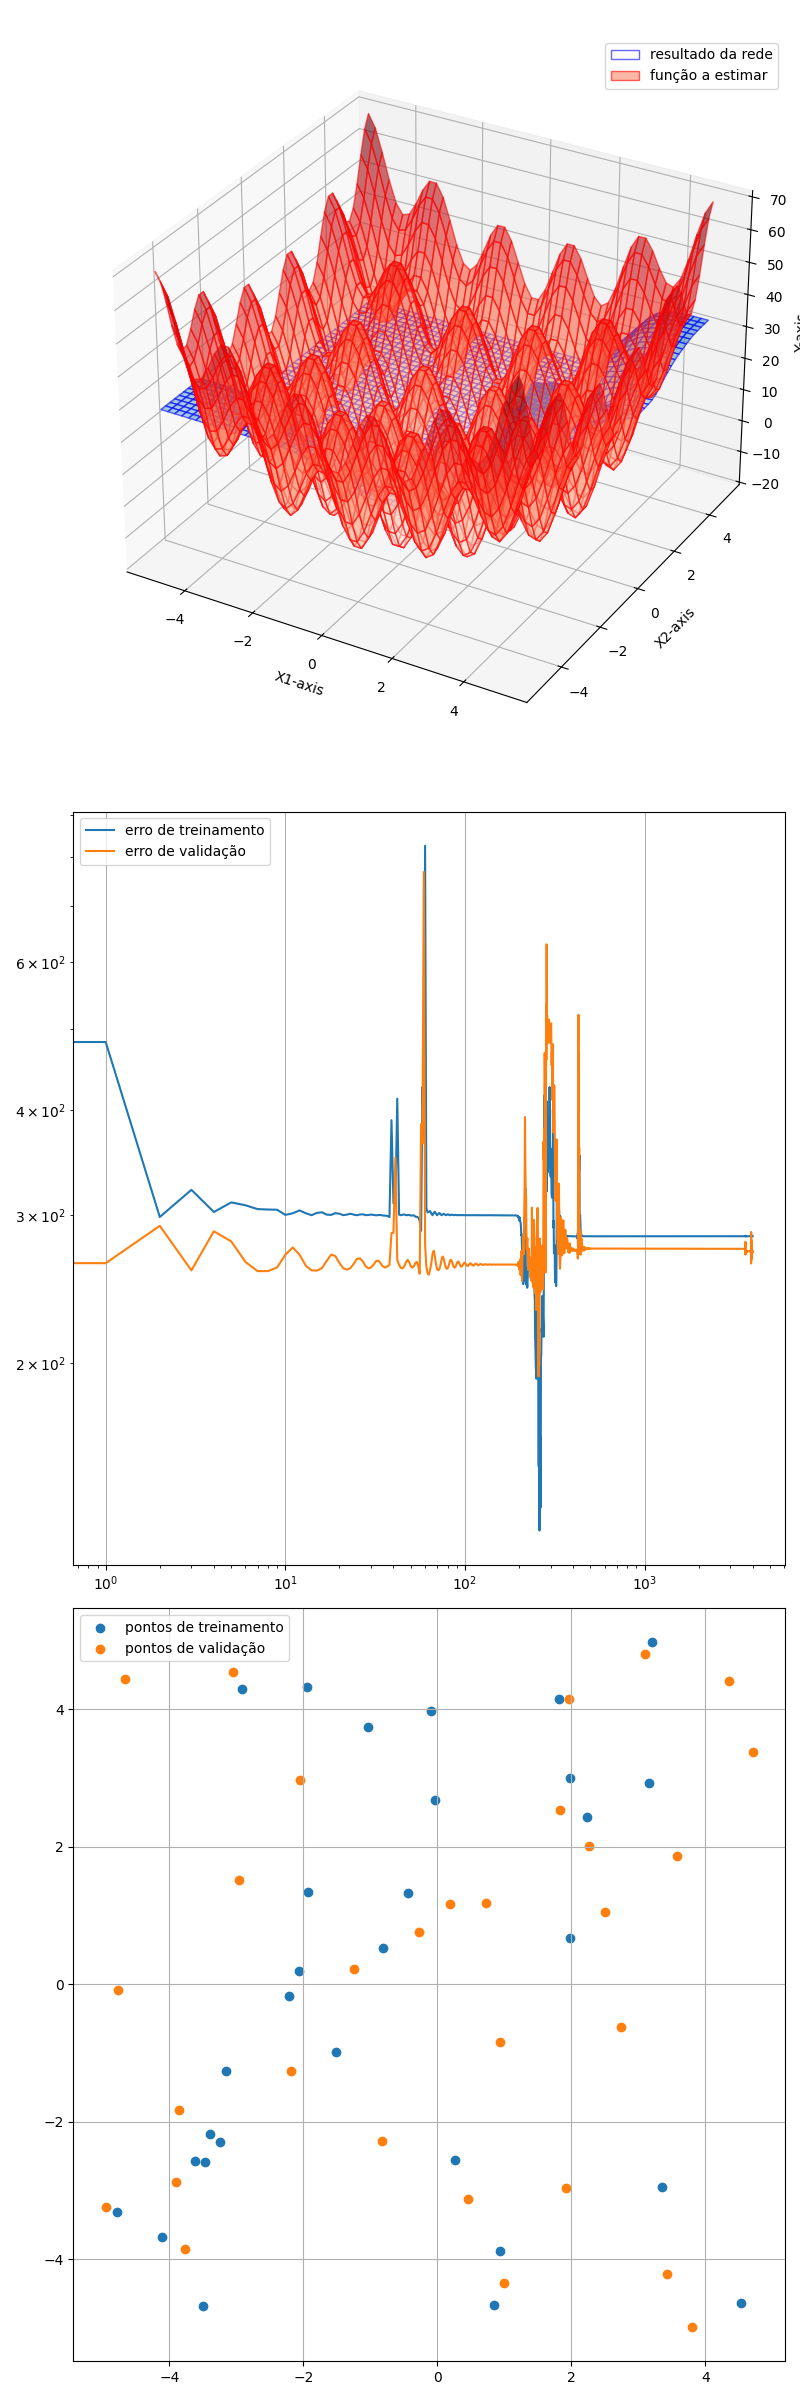 resultado da rede
função a estimar
70
60
50
40
30
20
10
0
−10
−20
−4
−2
0
2
4
X1-axis
−4
−2
0
2
4
X2-axis
erro de treinamento
erro de validação
6 × 10²
4 × 10²
3 × 10²
2 × 10²
10⁰
10¹
10²
10³
pontos de treinamento
pontos de validação
4
2
0
−2
−4
−4
−2
0
2
4